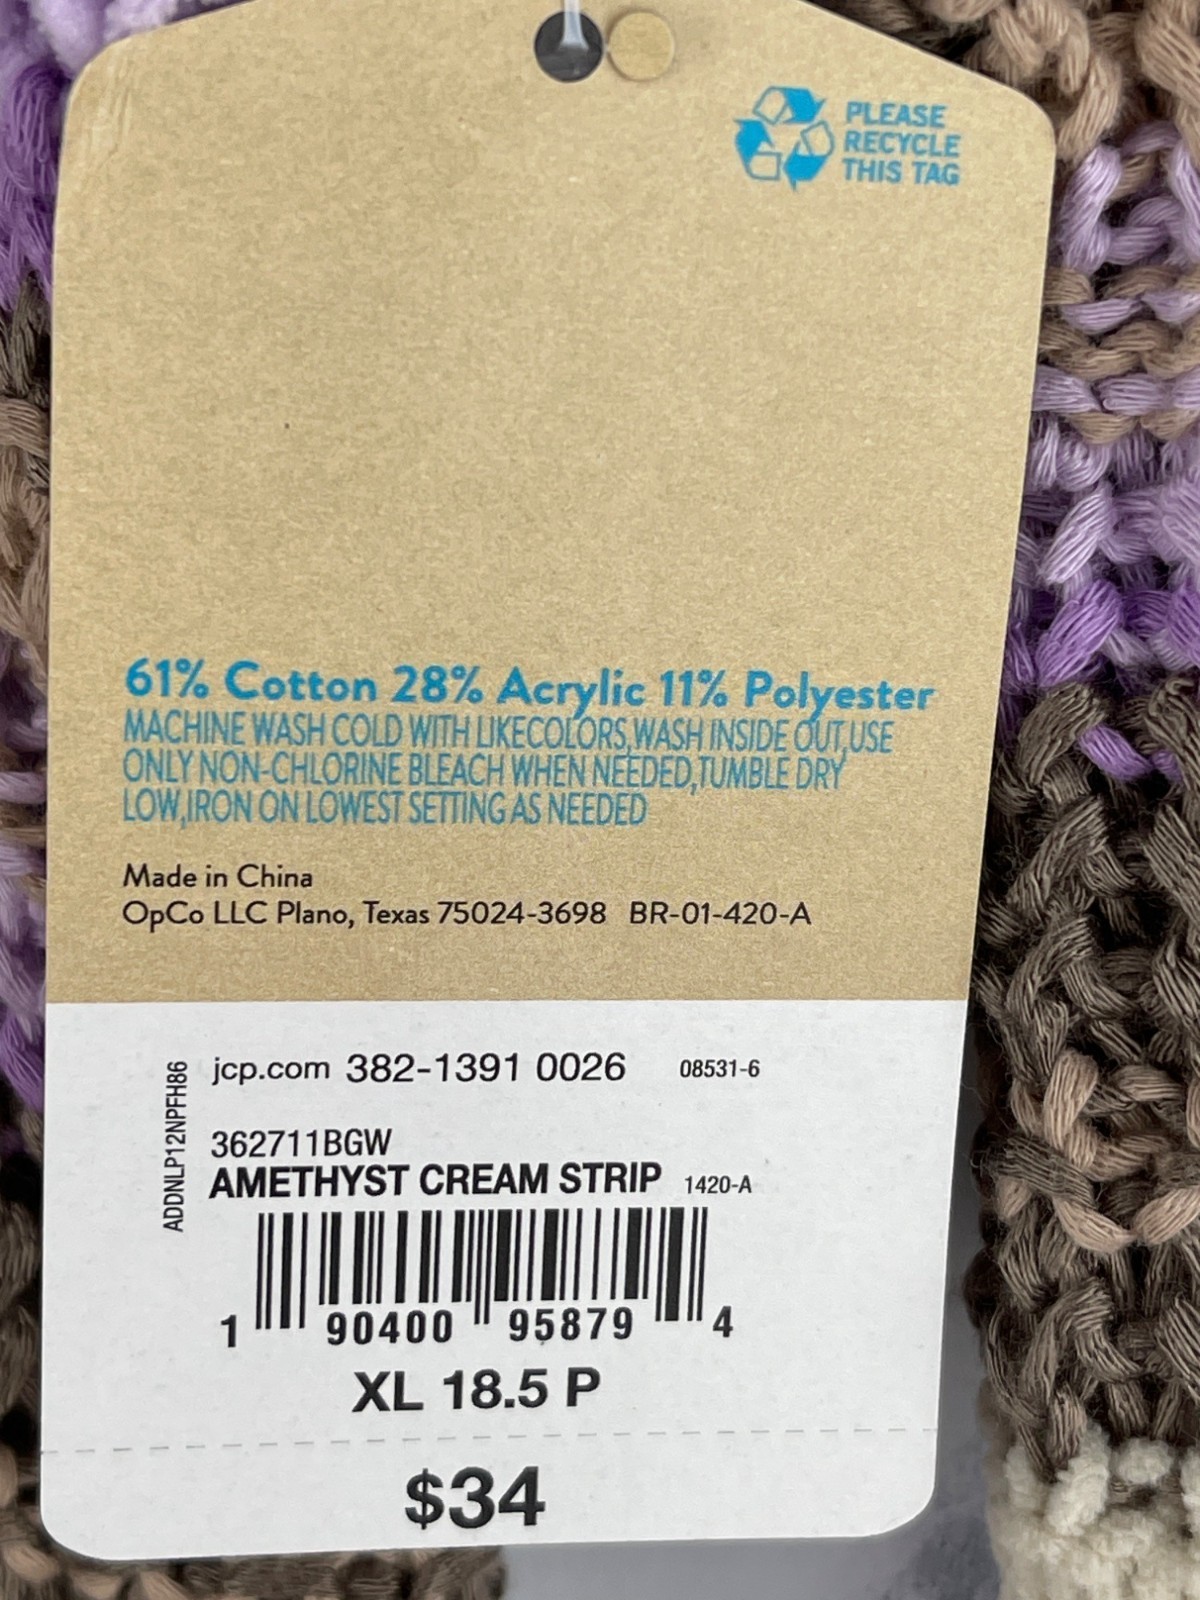 PLEASE
RECYCLE
THIS TAG
61% Cotton 28% Acrylic 11% Polyester
MACHINE WASH COLD WITH LIKECOLORS,WASH INSIDE OUT,USE
ONLY NON-CHLORINE BLEACH WHEN NEEDED,TUMBLE DRY
LOW,IRON ON LOWEST SETTING AS NEEDED
Made in China
OpCo LLC Plano, Texas 75024-3698 BR-01-420-A
jcp.com 382-1391 0026 08531-6
ADDNLP12NPFH86
362711BGW
AMETHYST CREAM STRIP 1420-A
1 90400 95879 4
XL 18.5 P
$34